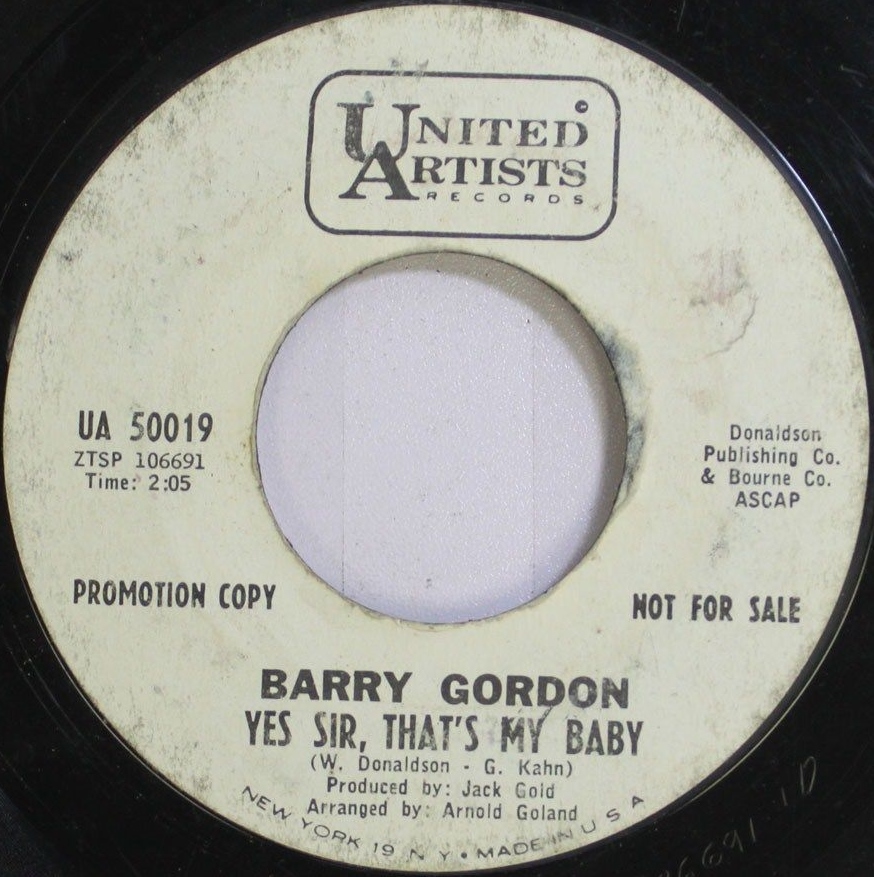 UNITED
ARTISTS
RECORDS
UA 50019
ZTSP 106691
Time: 2:05
Donaldson
Publishing Co.
& Bourne Co.
ASCAP
PROMOTION COPY
NOT FOR SALE
BARRY GORDON
YES SIR, THAT'S MY BABY
(W. Donaldson - G. Kahn)
Produced by: Jack Gold
Arranged by: Arnold Goland
NEW YORK 19 N Y • MADE IN U S A